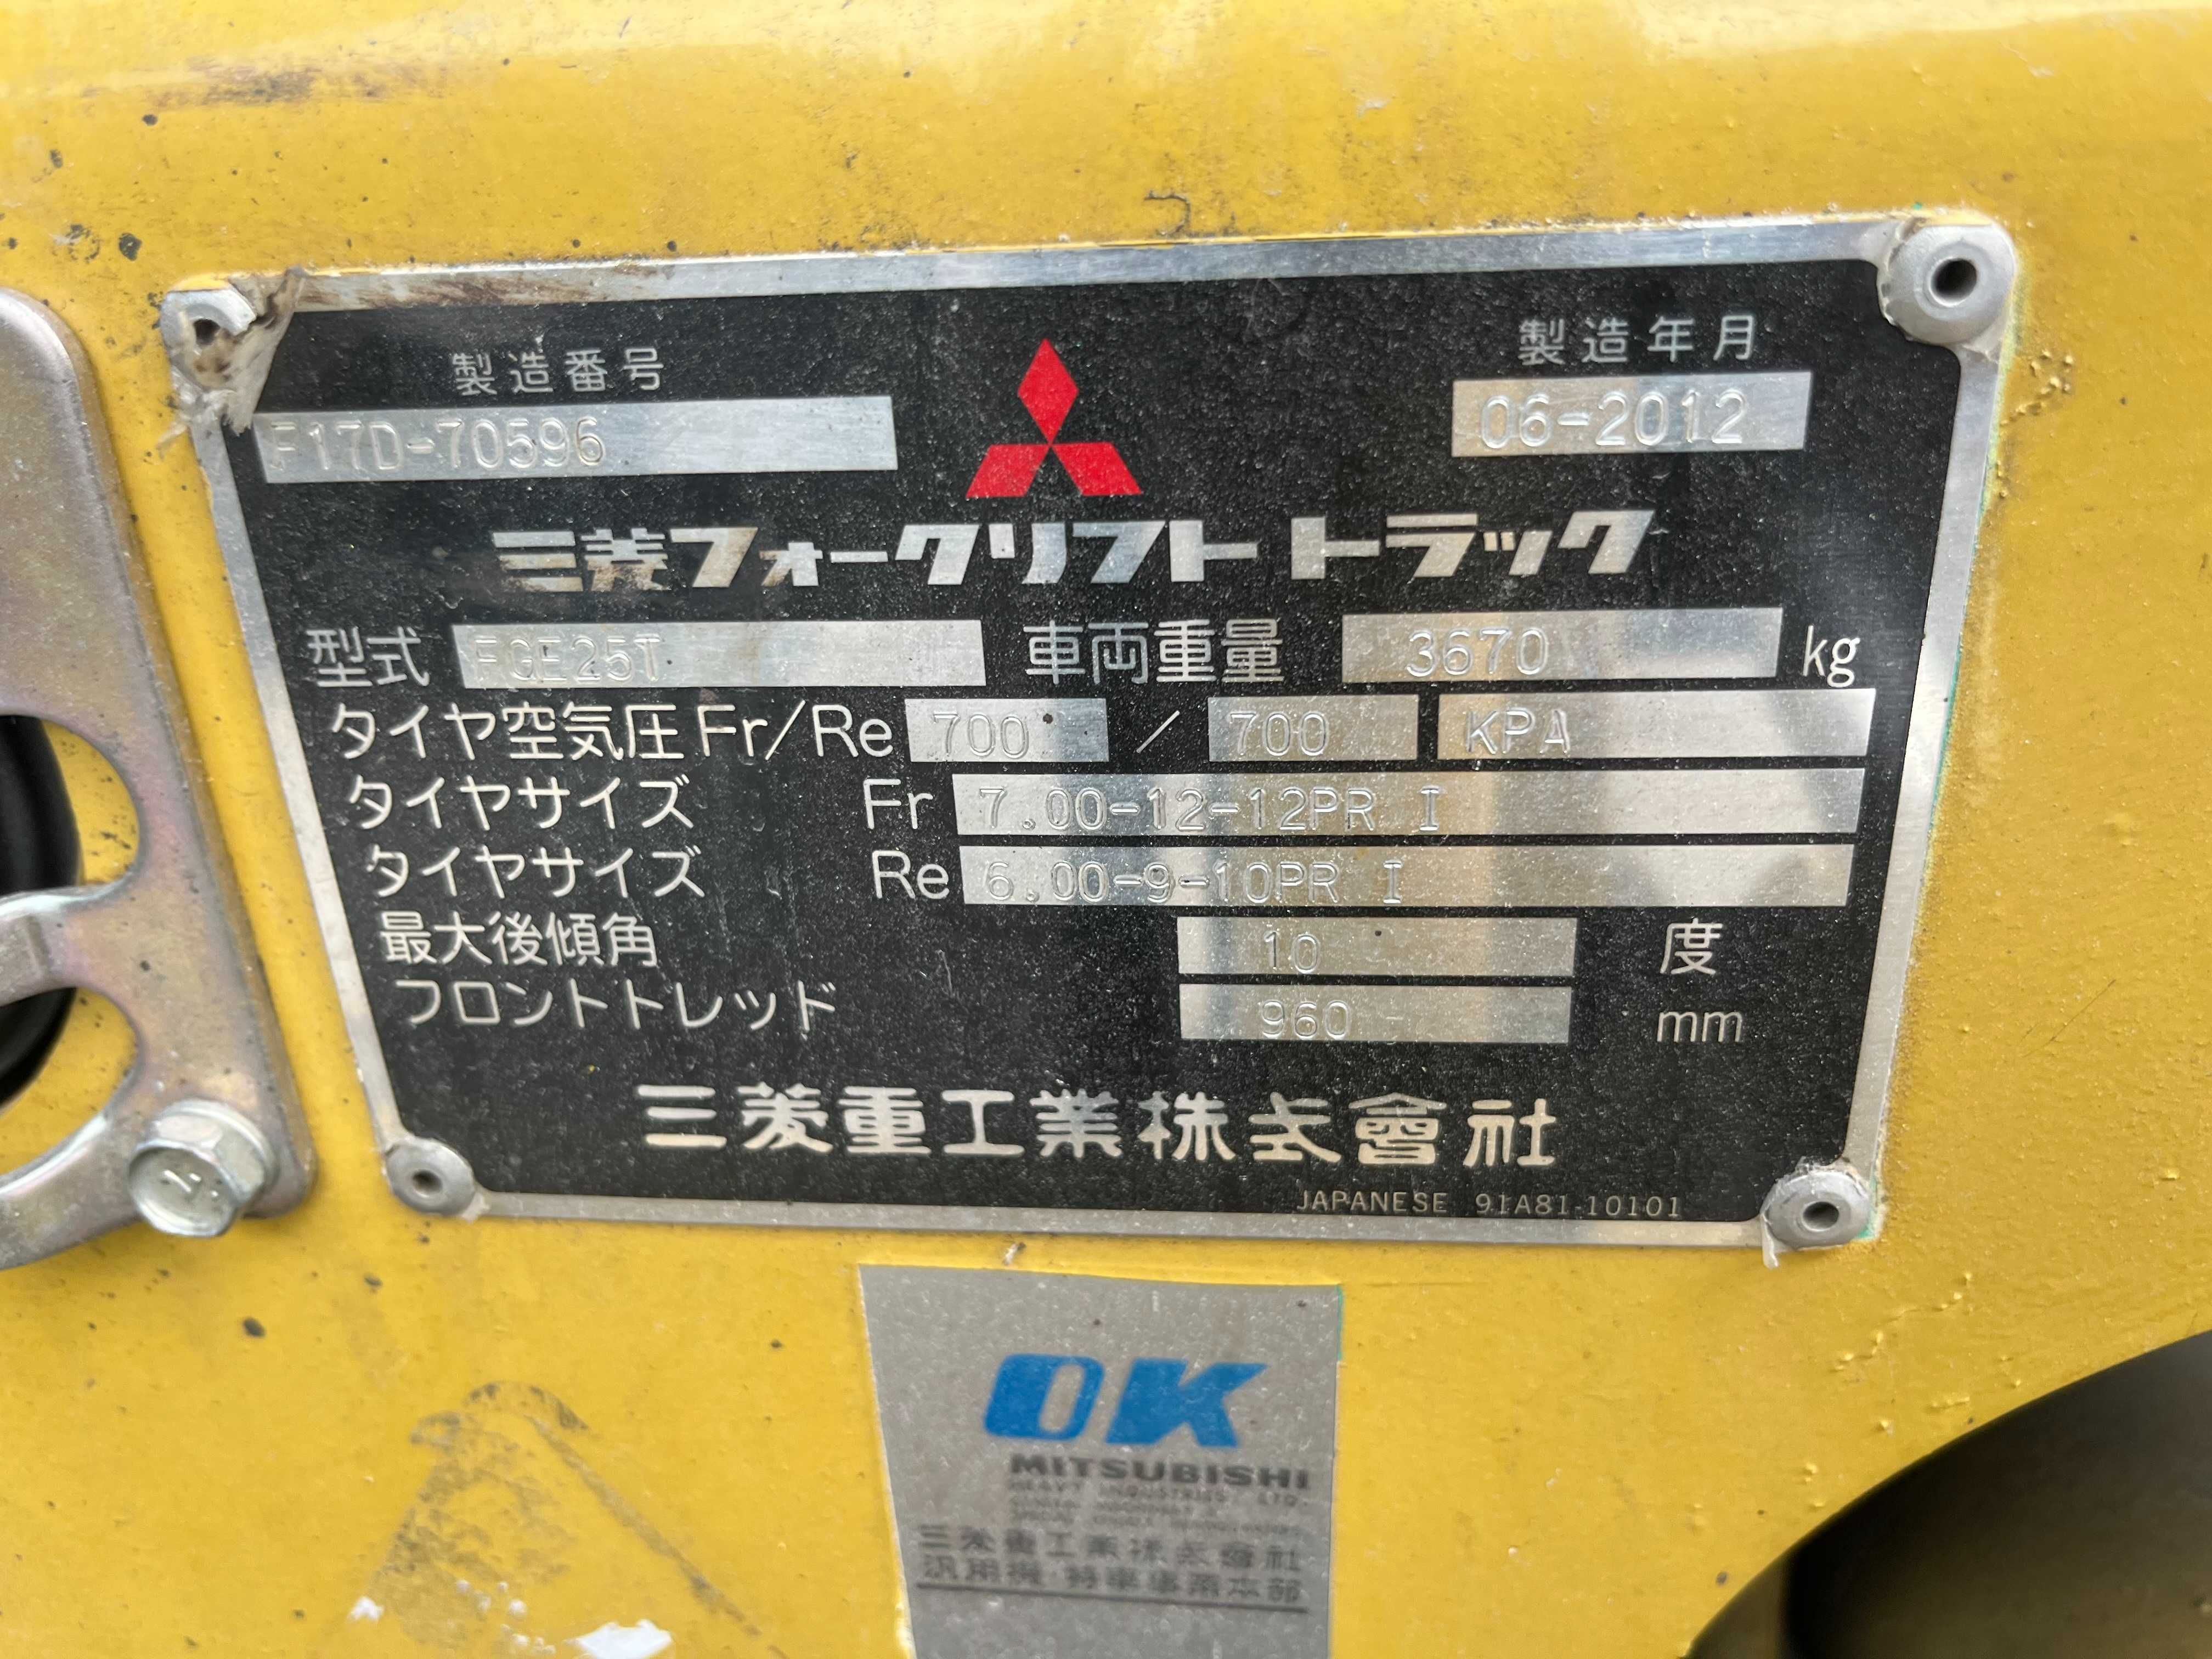 製造番号
製造年月
F17D-70596
06-2012
三菱フォークリフト トラック
型式 FGE25T 車両重量 3670 kg
タイヤ空気圧 Fr/Re 700 / 700 KPA
タイヤサイズ Fr 7.00-12-12PR I
タイヤサイズ Re 6.00-9-10PR I
最大後傾角 10 度
フロントトレッド 960 mm
三菱重工業株式會社
JAPANESE 91A81-10101
OK
MITSUBISHI
HEAVY INDUSTRIES, LTD.
三菱重工業株式會社
汎用機・特車事業本部